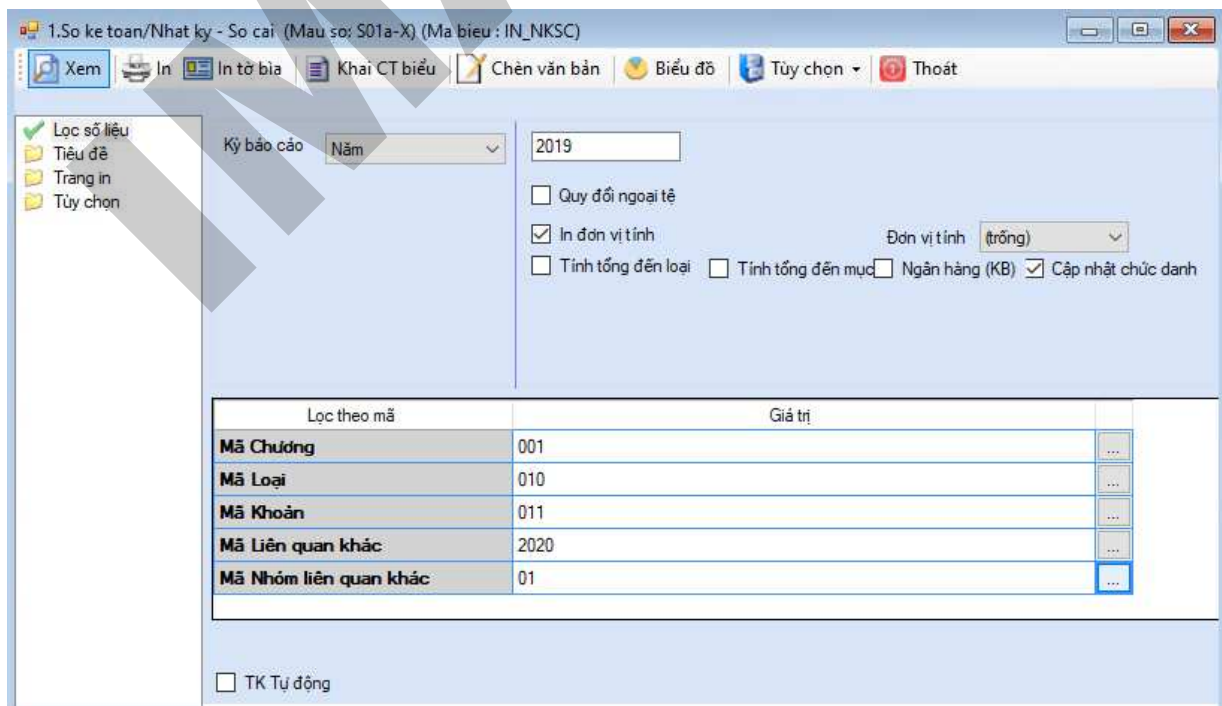 1.So ke toan/Nhat ky - So cai (Mau so: S01a-X) (Ma bieu : IN_NKSC)
Xem In In tờ bìa Khai CT biểu Chèn văn bản Biểu đồ Tùy chọn Thoát
Lọc số liệu
Tiêu đề
Trang in
Tùy chọn
Kỳ báo cáo Năm 2019
Quy đổi ngoại tệ
In đơn vị tính Đơn vị tính (trống)
Tính tổng đến loại Tính tổng đến mục Ngân hàng (KB) Cập nhật chức danh
Lọc theo mã Giá trị
Mã Chương 001 ...
Mã Loại 010 ...
Mã Khoản 011 ...
Mã Liên quan khác 2020 ...
Mã Nhóm liên quan khác 01 ...
TK Tự động